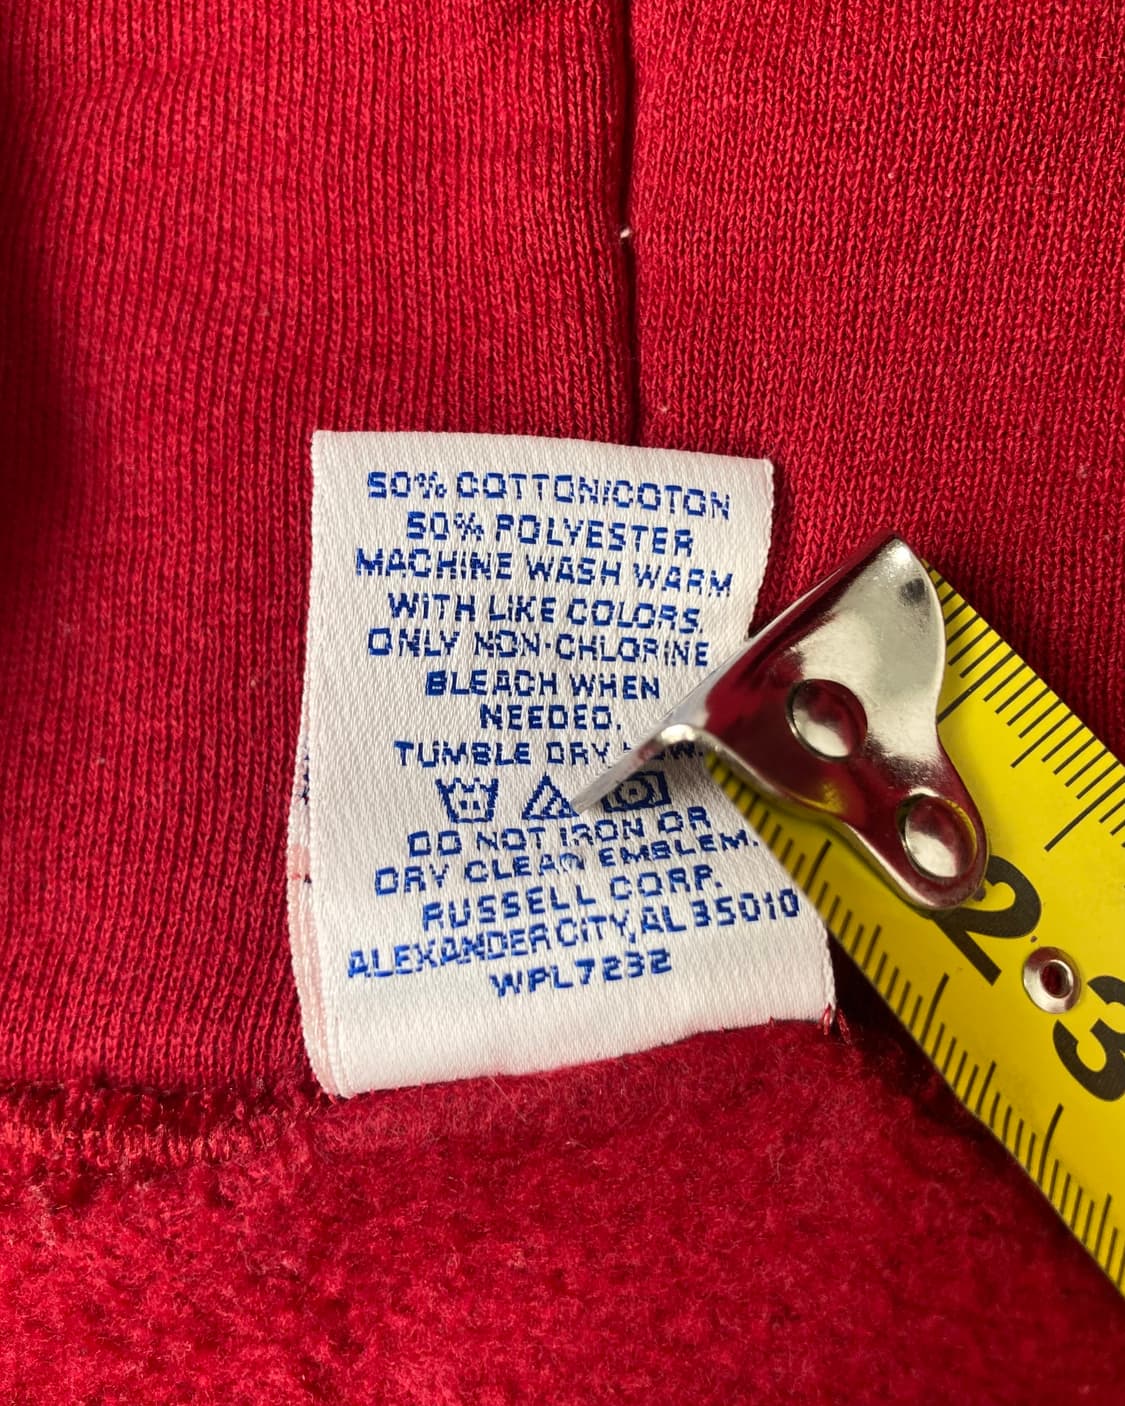 50% COTTON/COTON
50% POLYESTER
MACHINE WASH WARM
WITH LIKE COLORS.
ONLY NON-CHLORINE
BLEACH WHEN
NEEDED.
TUMBLE DRY LOW.
DO NOT IRON OR
DRY CLEAN EMBLEM.
RUSSELL CORP.
ALEXANDER CITY, AL 35010
WPL7232
2
3